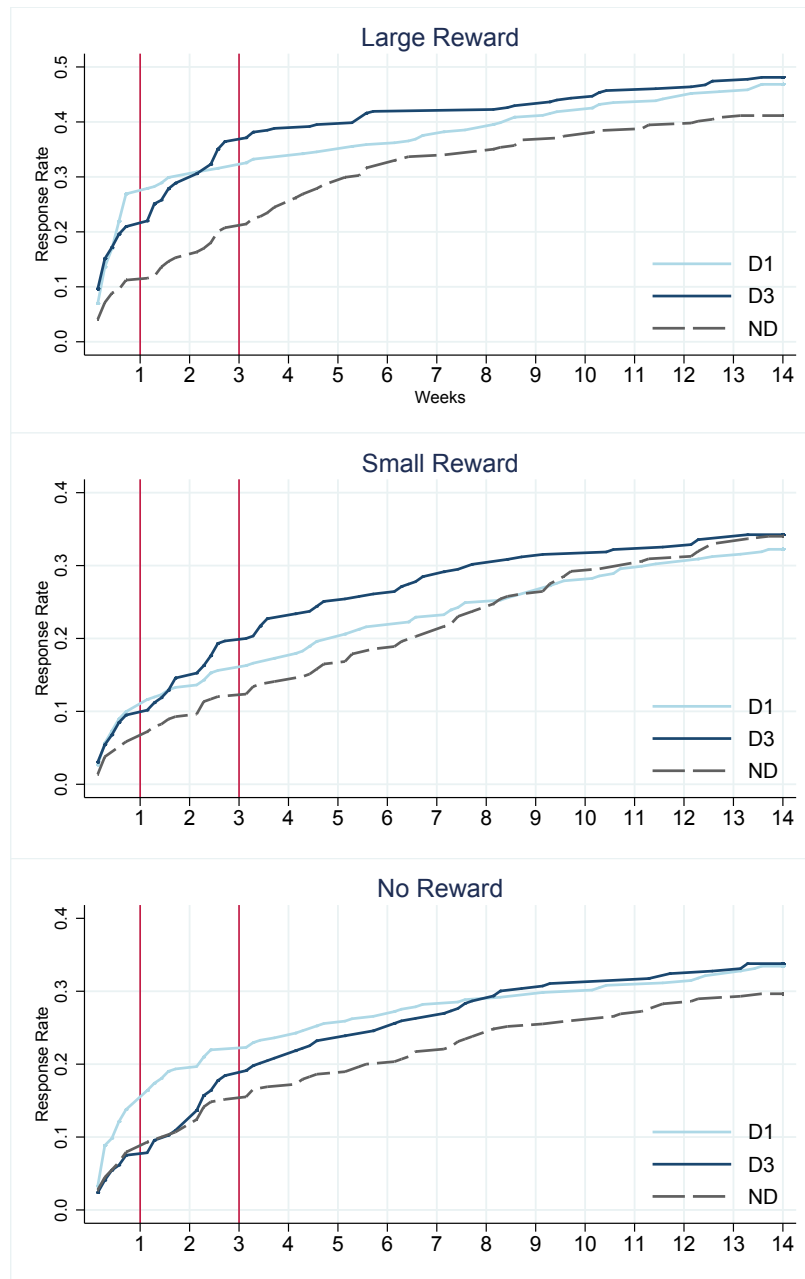 Large Reward
Response Rate
0.0 0.1 0.2 0.3 0.4 0.5
D1
D3
ND
1 2 3 4 5 6 7 8 9 10 11 12 13 14
Weeks
Small Reward
Response Rate
0.0 0.1 0.2 0.3 0.4
D1
D3
ND
1 2 3 4 5 6 7 8 9 10 11 12 13 14
No Reward
Response Rate
0.0 0.1 0.2 0.3 0.4
D1
D3
ND
1 2 3 4 5 6 7 8 9 10 11 12 13 14